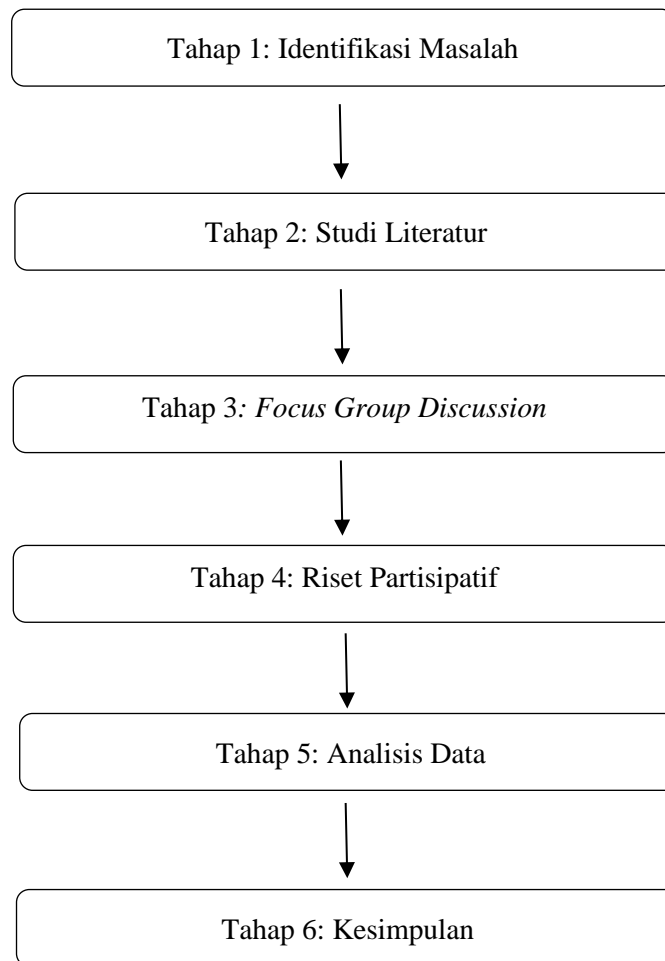 Tahap 1: Identifikasi Masalah
Tahap 2: Studi Literatur
Tahap 3: Focus Group Discussion
Tahap 4: Riset Partisipatif
Tahap 5: Analisis Data
Tahap 6: Kesimpulan